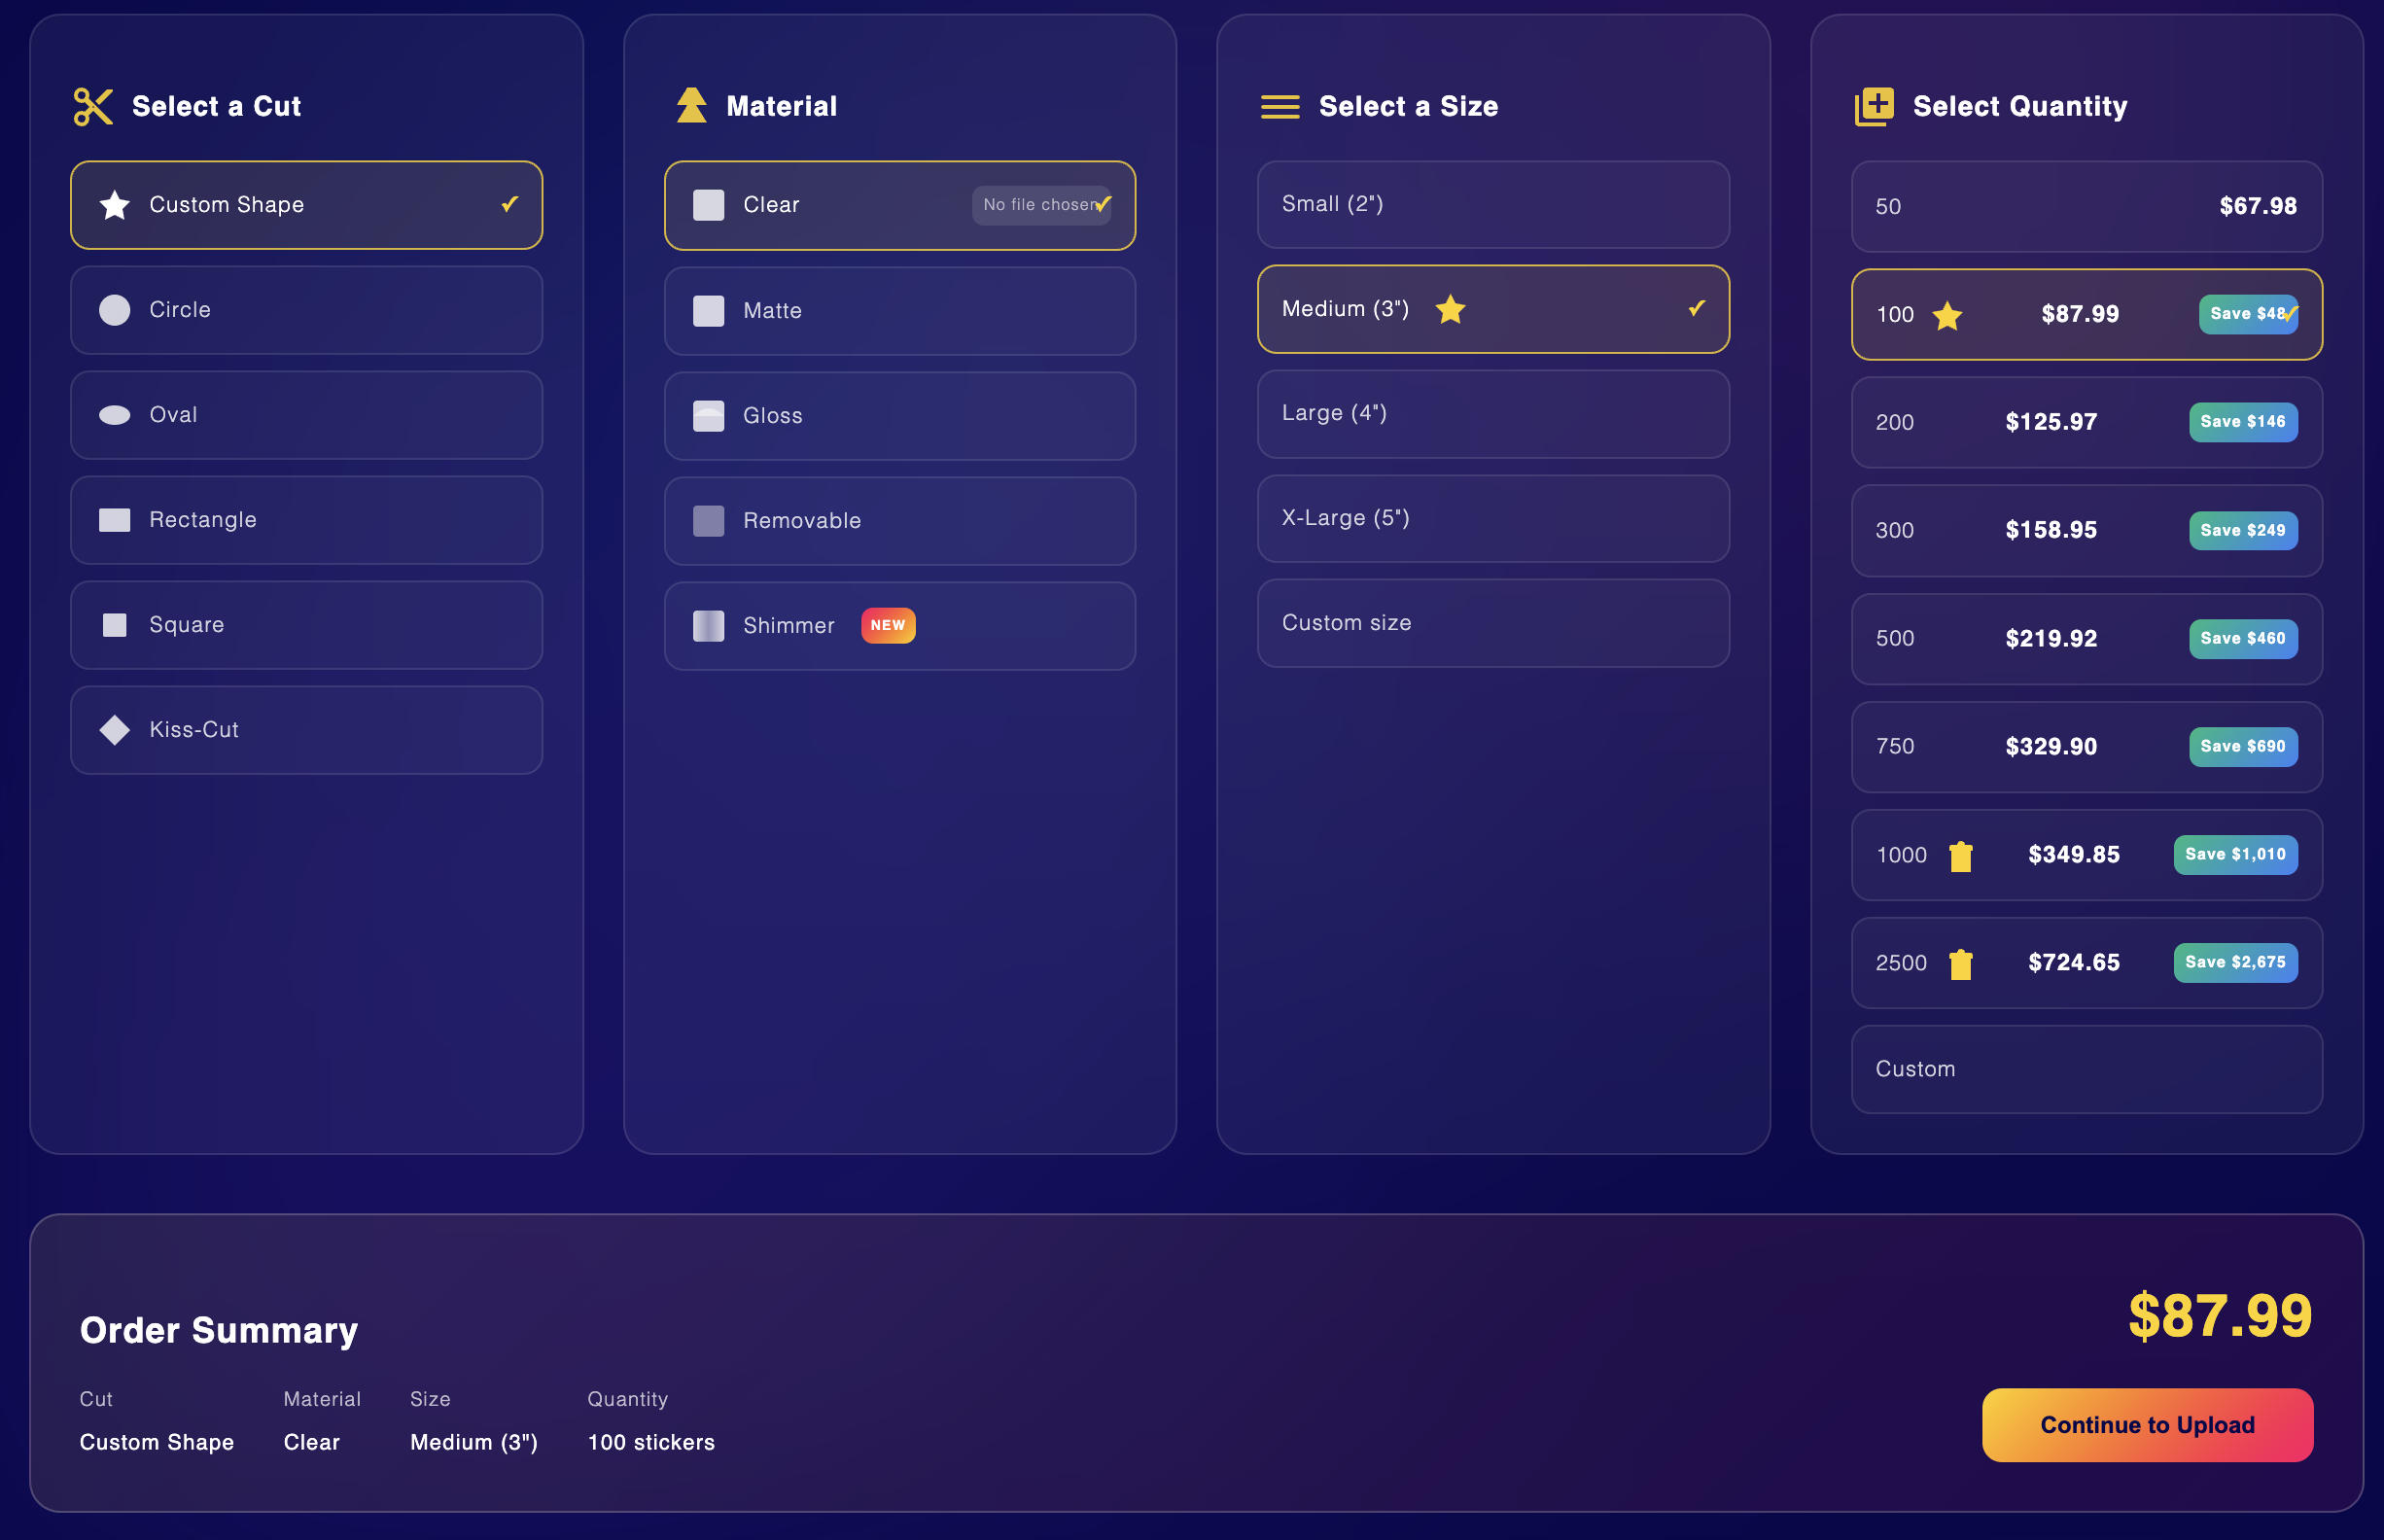 Select a Cut
Custom Shape
Circle
Oval
Rectangle
Square
Kiss-Cut
Material
Clear No file chosen
Matte
Gloss
Removable
Shimmer NEW
Select a Size
Small (2")
Medium (3")
Large (4")
X-Large (5")
Custom size
Select Quantity
50 $67.98
100 $87.99 Save $48
200 $125.97 Save $146
300 $158.95 Save $249
500 $219.92 Save $460
750 $329.90 Save $690
1000 $349.85 Save $1,010
2500 $724.65 Save $2,675
Custom
Order Summary
Cut Material Size Quantity
Custom Shape Clear Medium (3") 100 stickers
$87.99
Continue to Upload